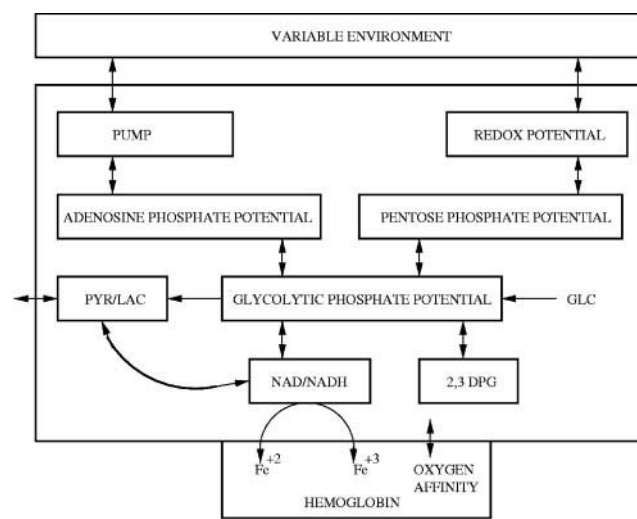 VARIABLE ENVIRONMENT
PUMP
REDOX POTENTIAL
ADENOSINE PHOSPHATE POTENTIAL
PENTOSE PHOSPHATE POTENTIAL
PYR/LAC
GLYCOLYTIC PHOSPHATE POTENTIAL
GLC
NAD/NADH
2,3 DPG
Fe+2
Fe+3
OXYGEN
AFFINITY
HEMOGLOBIN